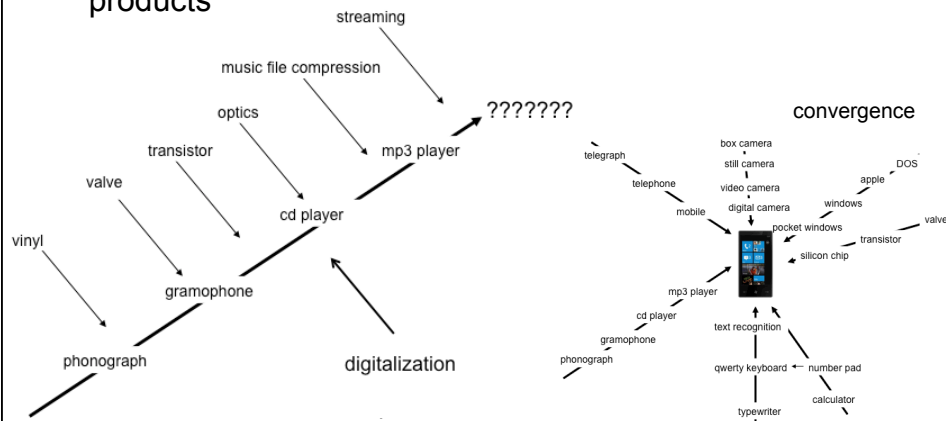 products
streaming
music file compression
optics
transistor
valve
vinyl
phonograph
gramophone
cd player
mp3 player
???????
digitalization
convergence
telegraph
telephone
mobile
box camera
still camera
video camera
digital camera
DOS
apple
windows
pocket windows
valve
transistor
silicon chip
mp3 player
cd player
gramophone
phonograph
text recognition
qwerty keyboard
typewriter
number pad
calculator